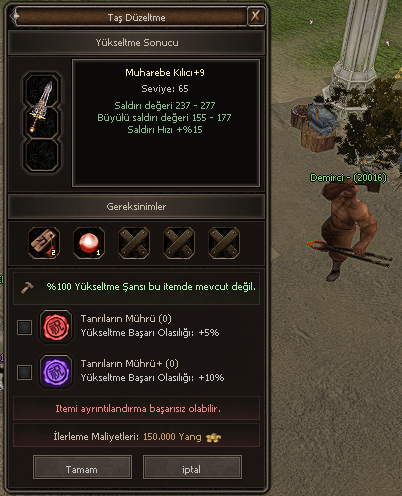 Taş Düzeltme
X
Yükseltme Sonucu
Muharebe Kılıcı+9
Seviye: 65
Saldırı değeri 237 - 277
Büyülü saldırı değeri 155 - 177
Saldırı Hızı +%15
Gereksinimler
2
1
%100 Yükseltme Şansı bu itemde mevcut değil.
Tanrıların Mührü (0)
Yükseltme Başarı Olasılığı: +5%
Tanrıların Mührü+ (0)
Yükseltme Başarı Olasılığı: +10%
Itemi ayrıntılandırma başarısız olabilir.
İlerleme Maliyetleri: 150.000 Yang
Tamam
iptal
Demirci - (20016)